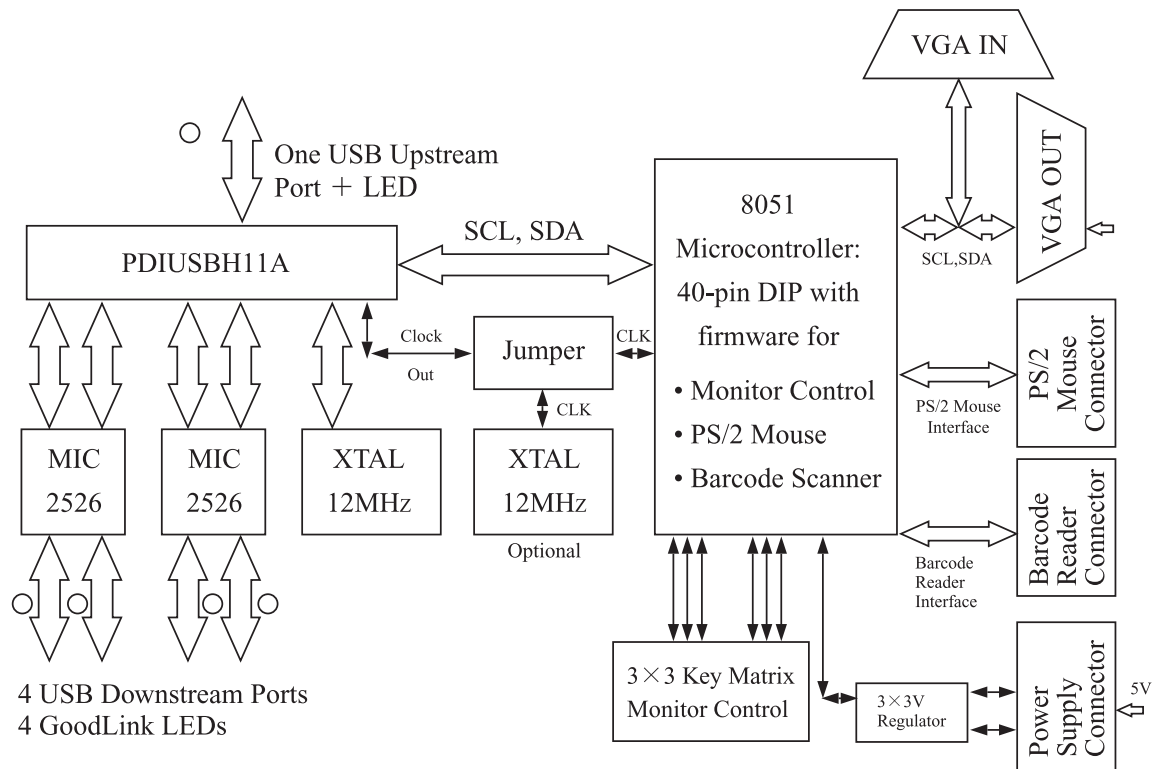 VGA IN
VGA OUT
One USB Upstream
Port + LED
PDIUSBH11A
SCL, SDA
8051
Microcontroller:
40-pin DIP with
firmware for
• Monitor Control
• PS/2 Mouse
• Barcode Scanner
SCL,SDA
Clock
Out
Jumper
CLK
CLK
PS/2 Mouse
Interface
PS/2
Mouse
Connector
MIC
2526
MIC
2526
XTAL
12MHz
XTAL
12MHz
Optional
Barcode
Reader
Interface
Barcode
Reader
Connector
4 USB Downstream Ports
4 GoodLink LEDs
3×3 Key Matrix
Monitor Control
3×3V
Regulator
Power
Supply
Connector
5V